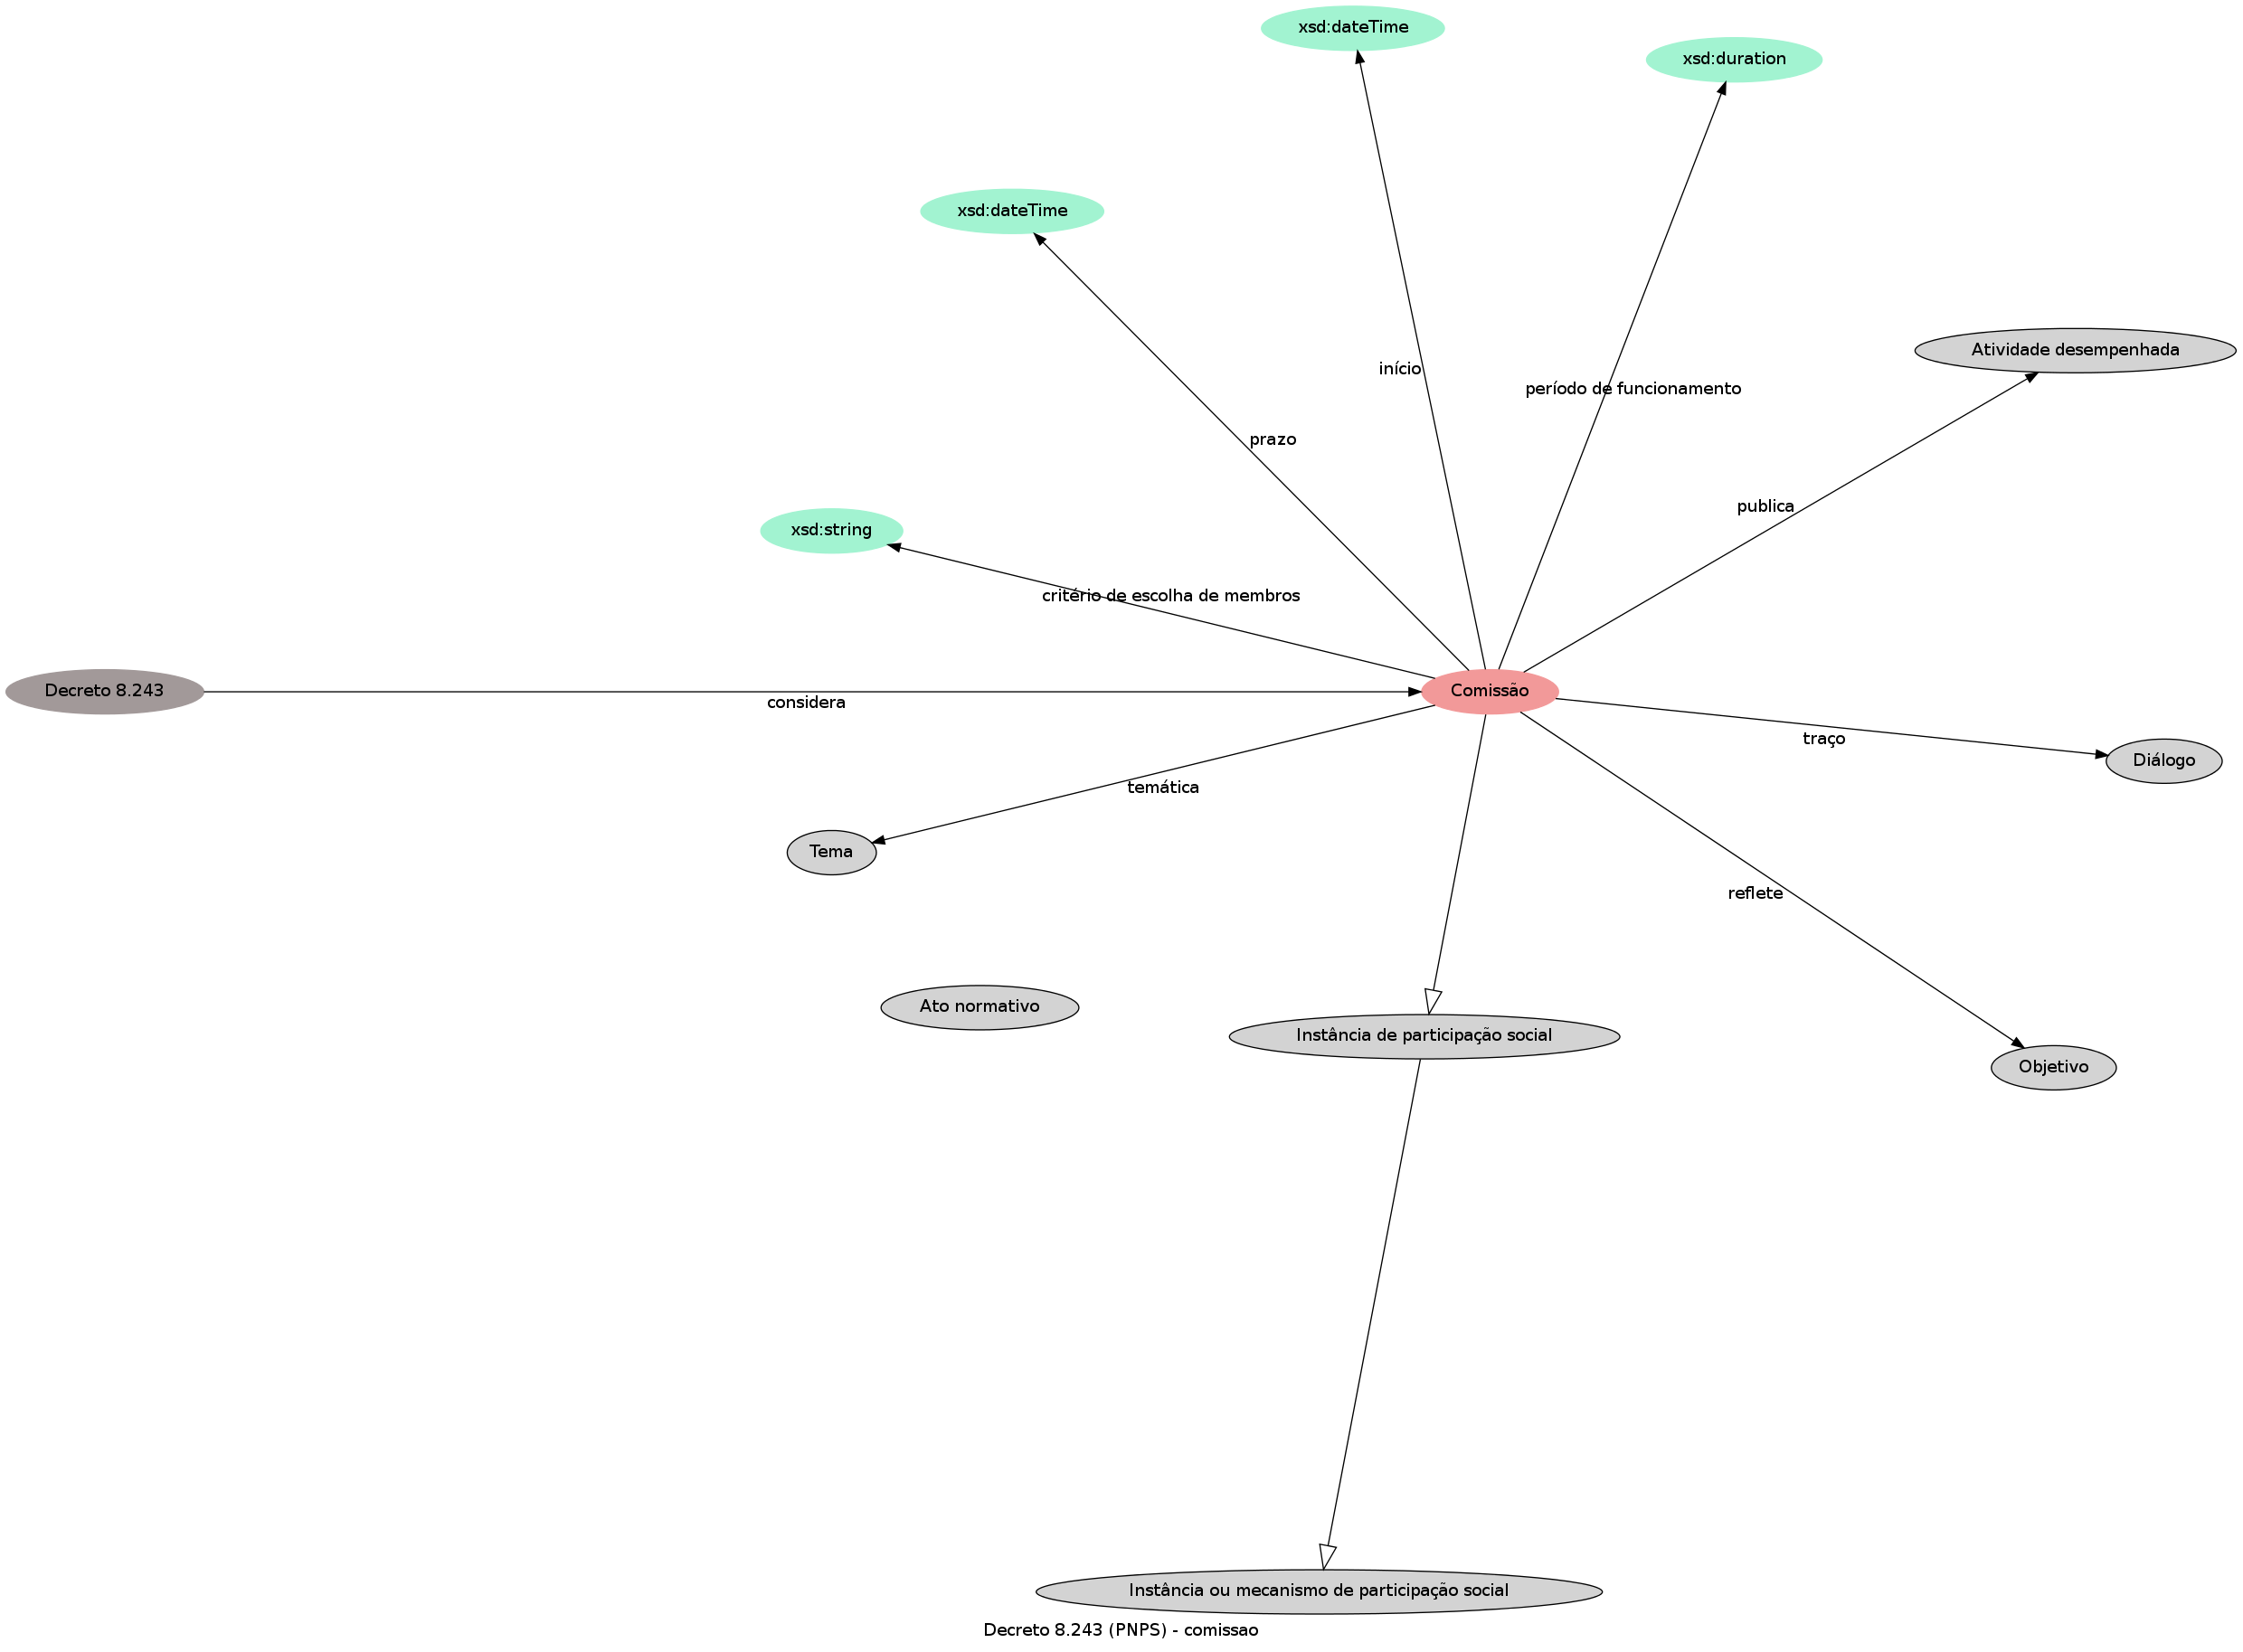 xsd:dateTime
xsd:duration
xsd:dateTime
Atividade desempenhada
início
período de funcionamento
prazo
publica
xsd:string
critério de escolha de membros
Decreto 8.243
considera
Comissão
traço
Diálogo
temática
Tema
reflete
Ato normativo
Instância de participação social
Objetivo
Instância ou mecanismo de participação social
Decreto 8.243 (PNPS) - comissao